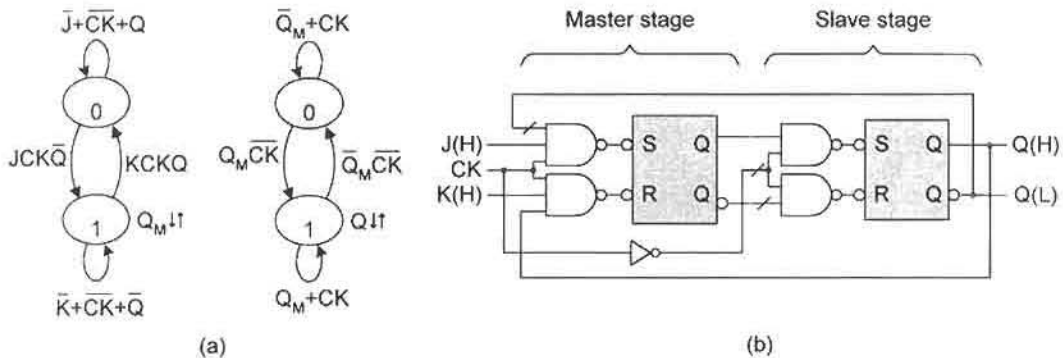 Master stage
Slave stage
J̅+C̅K̅+Q
Q̅M+CK
0
0
JCKQ̅
KCKQ
QMC̅K̅
Q̅MC̅K̅
1
QM↓↑
1
Q↓↑
K̅+C̅K̅+Q̅
QM+CK
(a)
J(H)
CK
K(H)
S
Q
R
Q
S
Q
R
Q
Q(H)
Q(L)
(b)